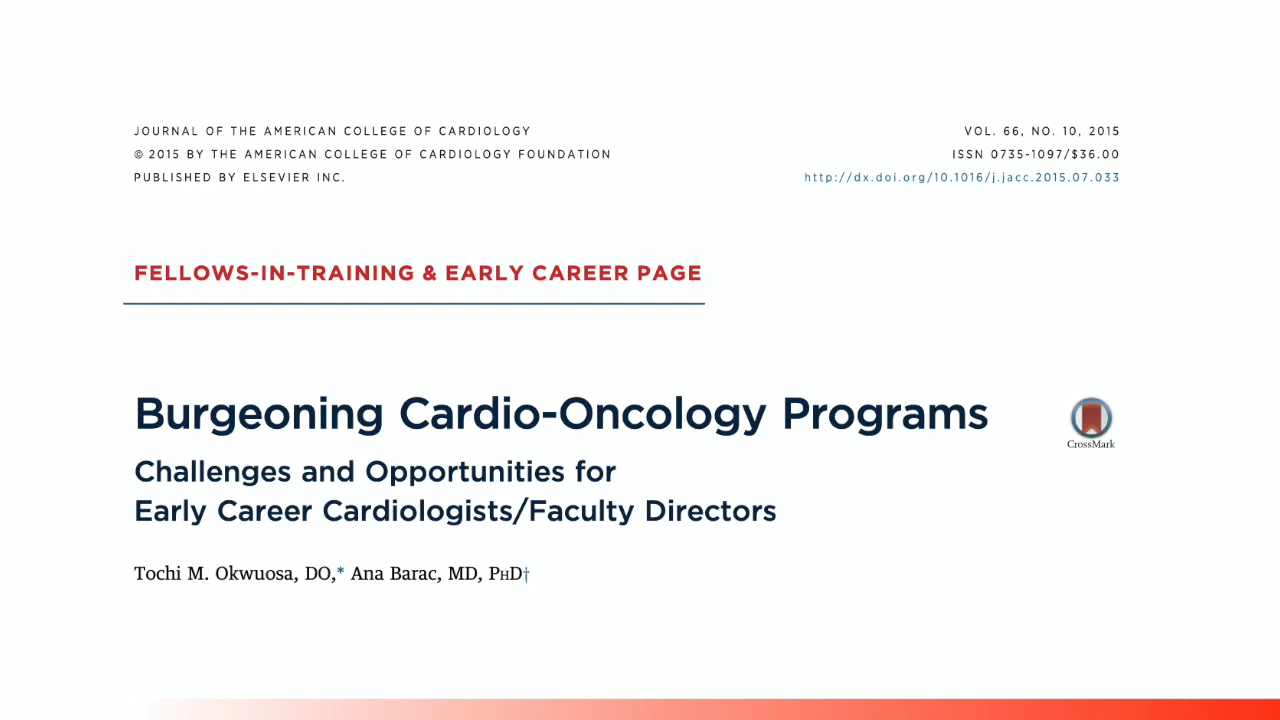 JOURNAL OF THE AMERICAN COLLEGE OF CARDIOLOGY
© 2015 BY THE AMERICAN COLLEGE OF CARDIOLOGY FOUNDATION
PUBLISHED BY ELSEVIER INC.
VOL. 66, NO. 10, 2015
ISSN 0735-1097/$36.00
http://dx.doi.org/10.1016/j.jacc.2015.07.033
FELLOWS-IN-TRAINING & EARLY CAREER PAGE
Burgeoning Cardio-Oncology Programs
CrossMark
Challenges and Opportunities for
Early Career Cardiologists/Faculty Directors
Tochi M. Okwuosa, DO,* Ana Barac, MD, PhD†